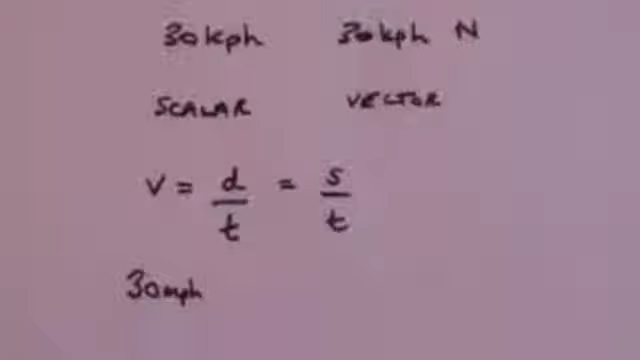 30kph 30kph N
SCALAR VECTOR
V = d/t = s/t
30mph